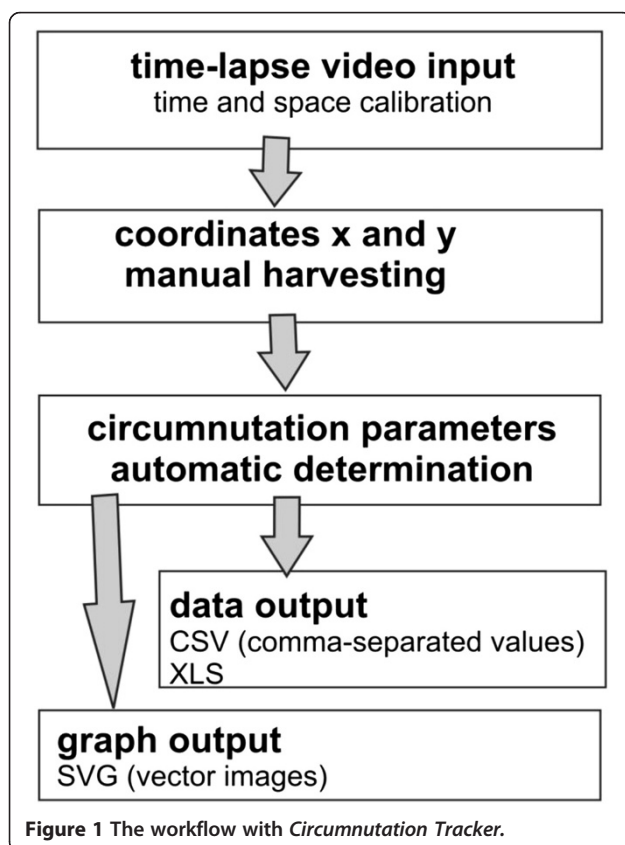 time-lapse video input
time and space calibration
coordinates x and y
manual harvesting
circumnutation parameters
automatic determination
data output
CSV (comma-separated values)
XLS
graph output
SVG (vector images)
Figure 1 The workflow with Circumnutation Tracker.